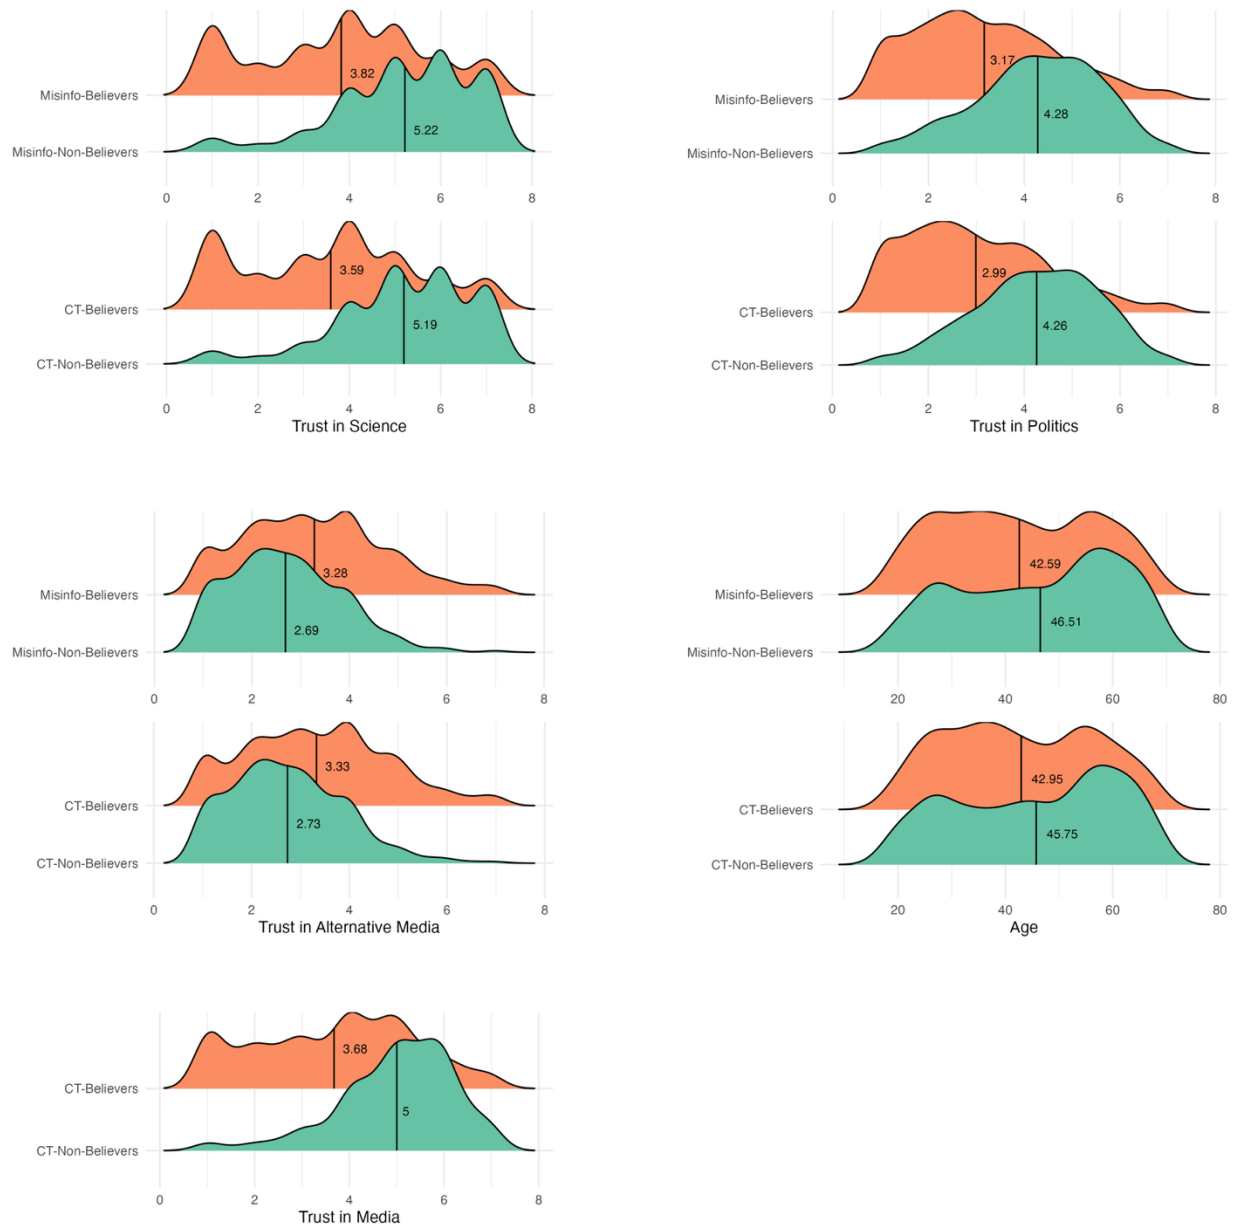 3.82
Misinfo-Believers
5.22
Misinfo-Non-Believers
0 2 4 6 8
3.59
CT-Believers
5.19
CT-Non-Believers
0 2 4 6 8
Trust in Science
3.17
Misinfo-Believers
4.28
Misinfo-Non-Believers
0 2 4 6 8
2.99
CT-Believers
4.26
CT-Non-Believers
0 2 4 6 8
Trust in Politics
3.28
Misinfo-Believers
2.69
Misinfo-Non-Believers
0 2 4 6 8
3.33
CT-Believers
2.73
CT-Non-Believers
0 2 4 6 8
Trust in Alternative Media
42.59
Misinfo-Believers
46.51
Misinfo-Non-Believers
20 40 60 80
42.95
CT-Believers
45.75
CT-Non-Believers
20 40 60 80
Age
3.68
CT-Believers
5
CT-Non-Believers
0 2 4 6 8
Trust in Media